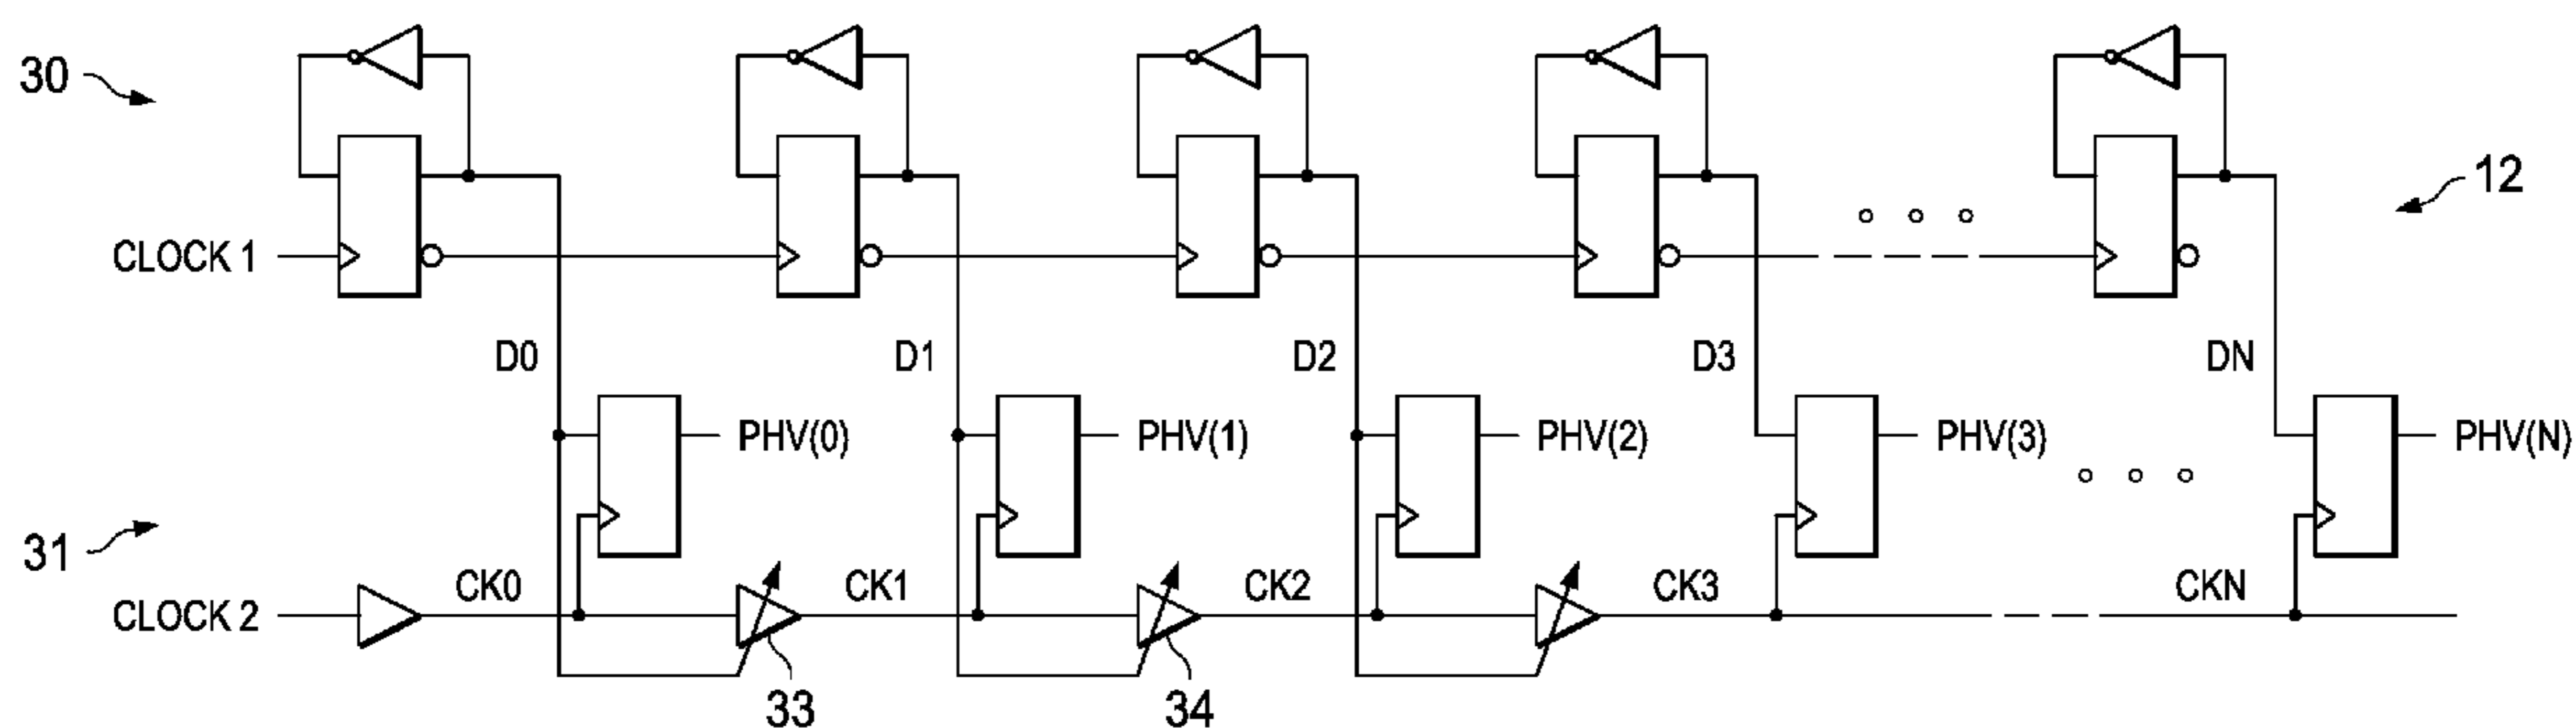 30
12
CLOCK 1
D0 D1 D2 D3 DN
PHV(0) PHV(1) PHV(2) PHV(3) PHV(N)
31
CLOCK 2 CK0 CK1 CK2 CK3 CKN
33 34